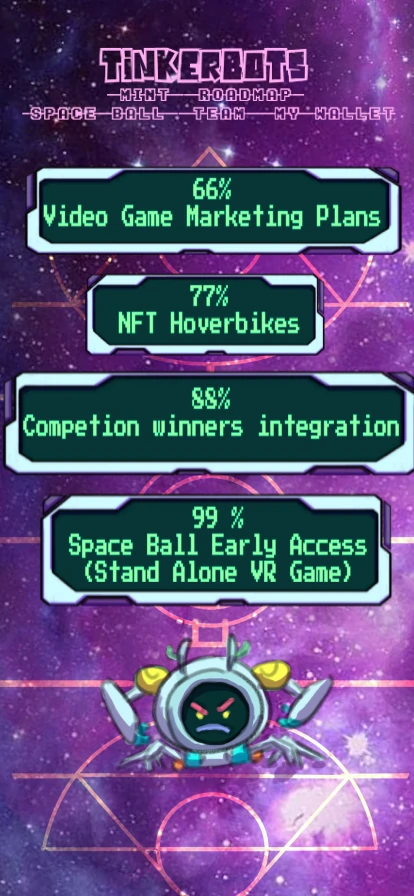 TiNKERBOTS
MINT ROADMAP
SPACE BALL TEAM MY WALLET
66%
Video Game Marketing Plans
77%
NFT Hoverbikes
88%
Competion winners integration
99 %
Space Ball Early Access
(Stand Alone VR Game)